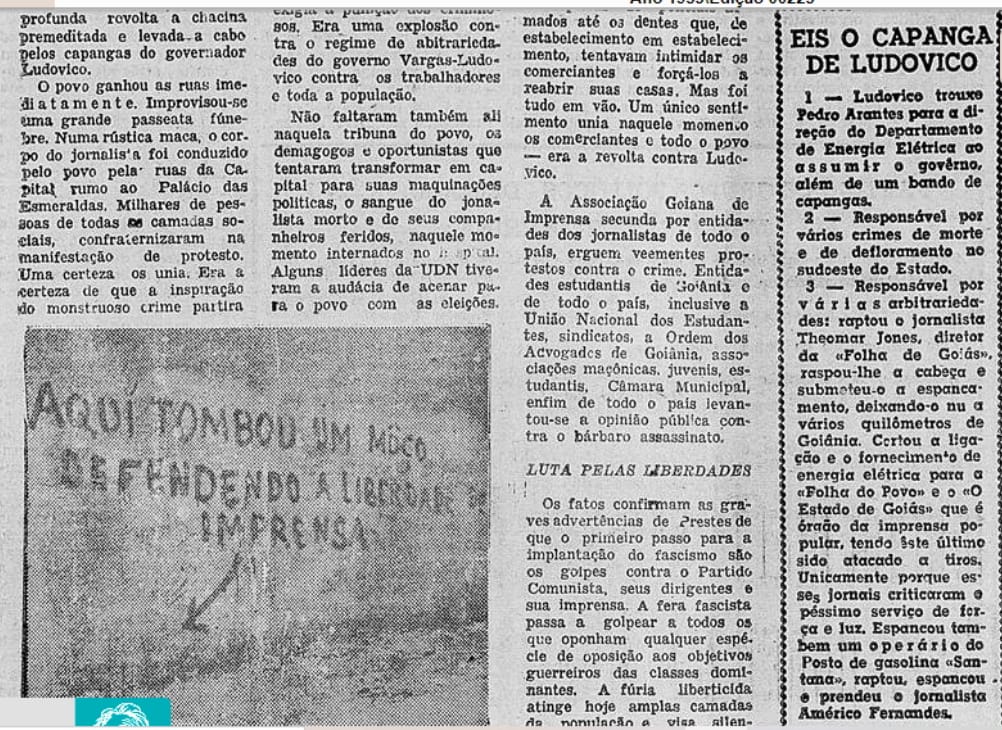 Ano 1953\Edição 00225
profunda revolta a chacina
premeditada e levada a cabo
pelos capangas do governador
Ludovico.
O povo ganhou as ruas ime-
diatamente. Improvisou-se
uma grande passeata fúne-
bre. Numa rústica maca, o cor-
po do jornalista foi conduzido
pelo povo pela ruas da Ca-
pital rumo ao Palácio das
Esmeraldas. Milhares de pes-
soas de todas as camadas so-
ciais, confraternizaram na
manifestação de protesto.
Uma certeza os unia. Era a
certeza de que a inspiração
do monstruoso crime partira
exigia a punição dos crimino-
sos. Era uma explosão con-
tra o regime de abitrarieda-
des do governo Vargas-Ludo-
vico contra os trabalhadores
e toda a população.
Não faltaram também ali
naquela tribuna do povo, os
demagogos e oportunistas que
tentaram transformar em ca-
pital para suas maquinações
políticas, o sangue do jona-
lista morto e do seus compa-
nheiros feridos, naquele mo-
mento internados no
Alguns líderes da UDN tive-
ram a audácia de acenar pa-
ra o povo com as eleições.
AQUÍ TOMBOU UM MOÇO
DEFENDENDO A LIBERDADE DE
IMPRENSA
mados até os dentes que, de
estabelecimento em estabeleci-
mento, tentavam intimidar os
comerciantes e forçá-los a
reabrir suas casas. Mas foi
tudo em vão. Um único senti-
mento unia naquele momento
os comerciantes e todo o povo
— era a revolta contra Ludo-
vico.
A Associação Goiana de
Imprensa secunda por entida-
des dos jornalistas de todo o
país, erguem veementes pro-
testos contra o crime. Entida-
des estudantis de Goiânia e
de todo o país, inclusive a
União Nacional dos Estudan-
tes, sindicatos, a Ordem dos
Advogados de Goiânia, asso-
ciações maçônicas, juvenis, es-
tudantis, Câmara Municipal,
enfim de todo o país levan-
tou-se a opinião pública con-
tra o bárbaro assassinato.
LUTA PELAS LIBERDADES
Os fatos confirmam as gra-
ves advertências de Prestes de
que o primeiro passo para a
implantação do fascismo são
os golpes contra o Partido
Comunista, seus dirigentes e
sua imprensa. A fera fascista
passa a golpear a todos os
que oponham qualquer espé-
cie de oposição aos objetivos
guerreiros das classes domi-
nantes. A fúria liberticida
atinge hoje amplas camadas
da população e visa silen-
EIS O CAPANGA
DE LUDOVICO
1 — Ludovico trouxe
Pedro Arantes para a di-
reção do Departamento
de Energia Elétrica ao
assumir o govêrno,
além de um bando de
capangas.
2 — Responsável por
vários crimes de morte
e de defloramento no
sudoeste do Estado.
3 — Responsável por
várias arbitrarieda-
des: raptou o jornalista
Theomar Jones, diretor
da «Folha de Goiás»,
raspou-lhe a cabeça e
submeteu-o a espanca-
mento, deixando-o nu a
vários quilômetros de
Goiânia. Cortou a liga-
ção e o fornecimento de
energia elétrica para a
«Folha do Povo» e o «O
Estado de Goiás» que é
órgão da imprensa po-
pular, tendo êste último
sido atacado a tiros.
Unicamente porque es-
ses jornais criticaram o
péssimo serviço de for-
ça e luz. Espancou tam-
bem um operário do
Posto de gasolina «San-
tana», raptou, espancou
e prendeu o jornalista
Américo Fernandes.